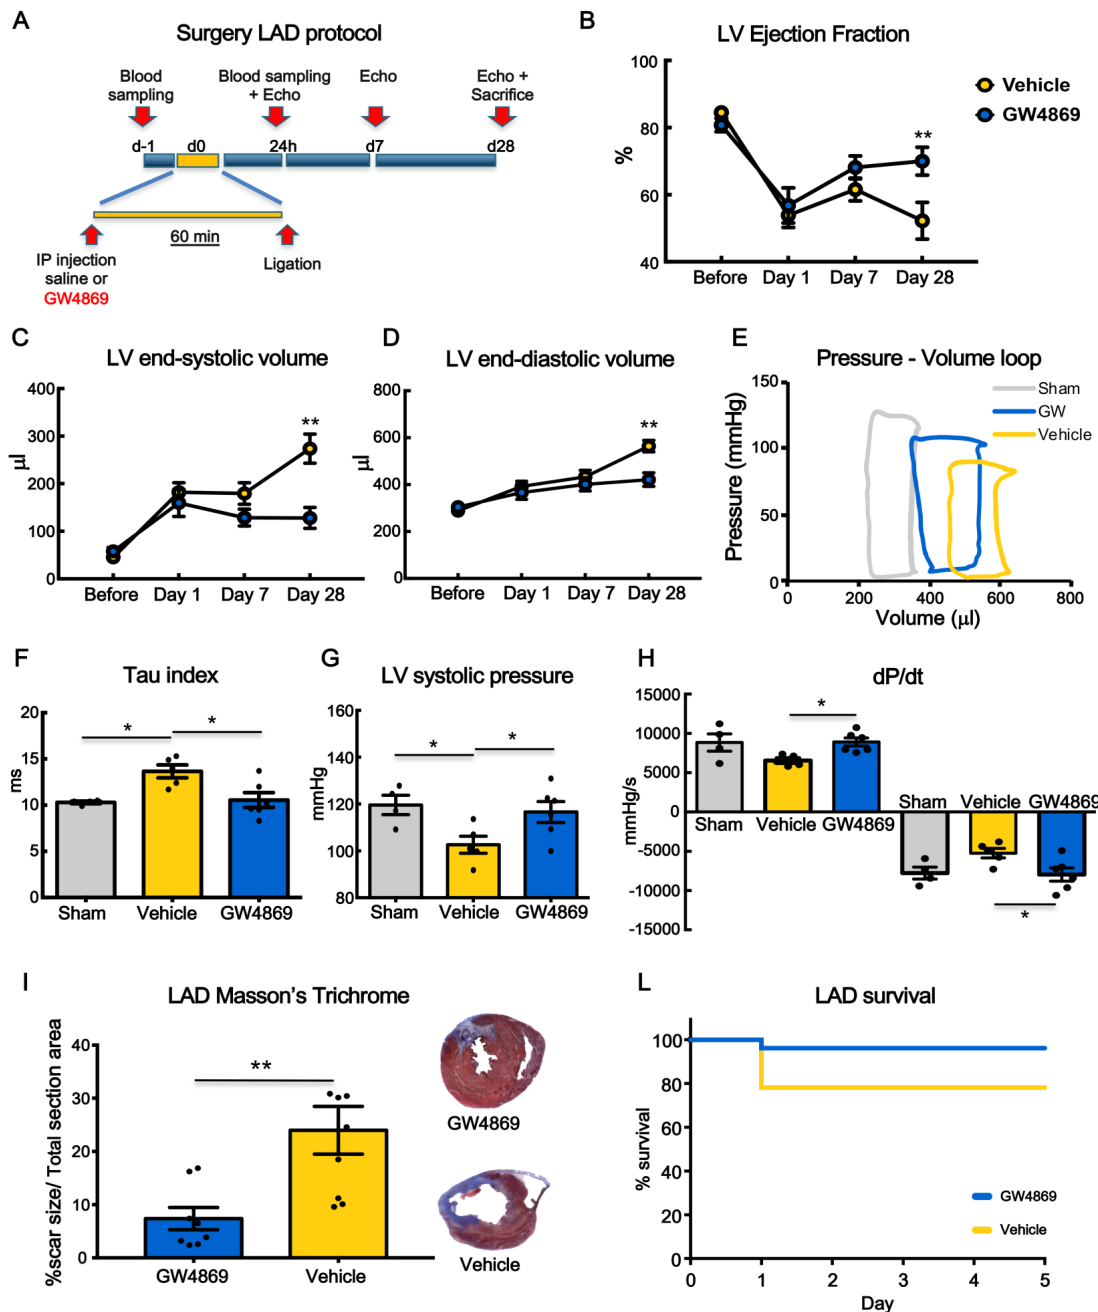 A
Surgery LAD protocol
Blood
sampling
Blood sampling
+ Echo
Echo
Echo +
Sacrifice
d-1
d0
24h
d7
d28
60 min
IP injection
saline or
GW4869
Ligation
B
LV Ejection Fraction
Vehicle
GW4869
**
%
80
60
40
Before
Day 1
Day 7
Day 28
C
LV end-systolic volume
400
300
200
100
0
µl
**
Before
Day 1
Day 7
Day 28
D
LV end-diastolic volume
800
600
400
200
0
µl
**
Before
Day 1
Day 7
Day 28
E
Pressure - Volume loop
Pressure (mmHg)
150
100
50
0
Sham
GW
Vehicle
0
200
400
600
800
Volume (µl)
F
Tau index
ms
20
15
10
5
0
*
*
Sham
Vehicle
GW4869
G
LV systolic pressure
mmHg
160
140
120
100
80
*
*
Sham
Vehicle
GW4869
H
dP/dt
mmHg/s
15000
10000
5000
0
-5000
-10000
-15000
*
Sham
Vehicle
GW4869
Sham
Vehicle
GW4869
*
I
LAD Masson's Trichrome
%scar size/ Total section area
40
30
20
10
0
**
GW4869
Vehicle
GW4869
Vehicle
L
LAD survival
% survival
100
80
60
40
20
0
GW4869
Vehicle
0
1
2
3
4
5
Day